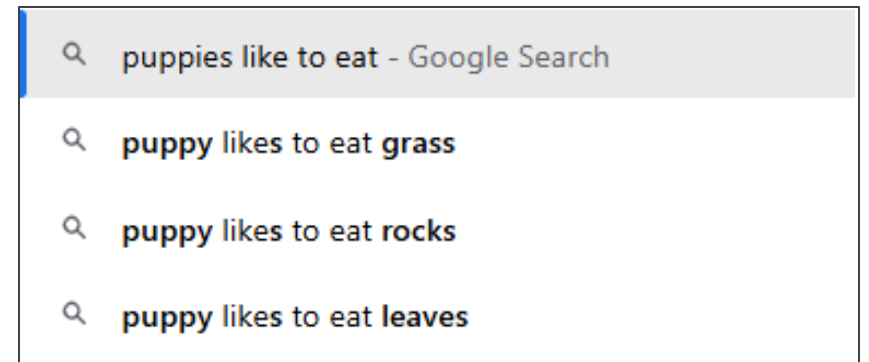 puppies like to eat - Google Search
puppy likes to eat grass
puppy likes to eat rocks
puppy likes to eat leaves